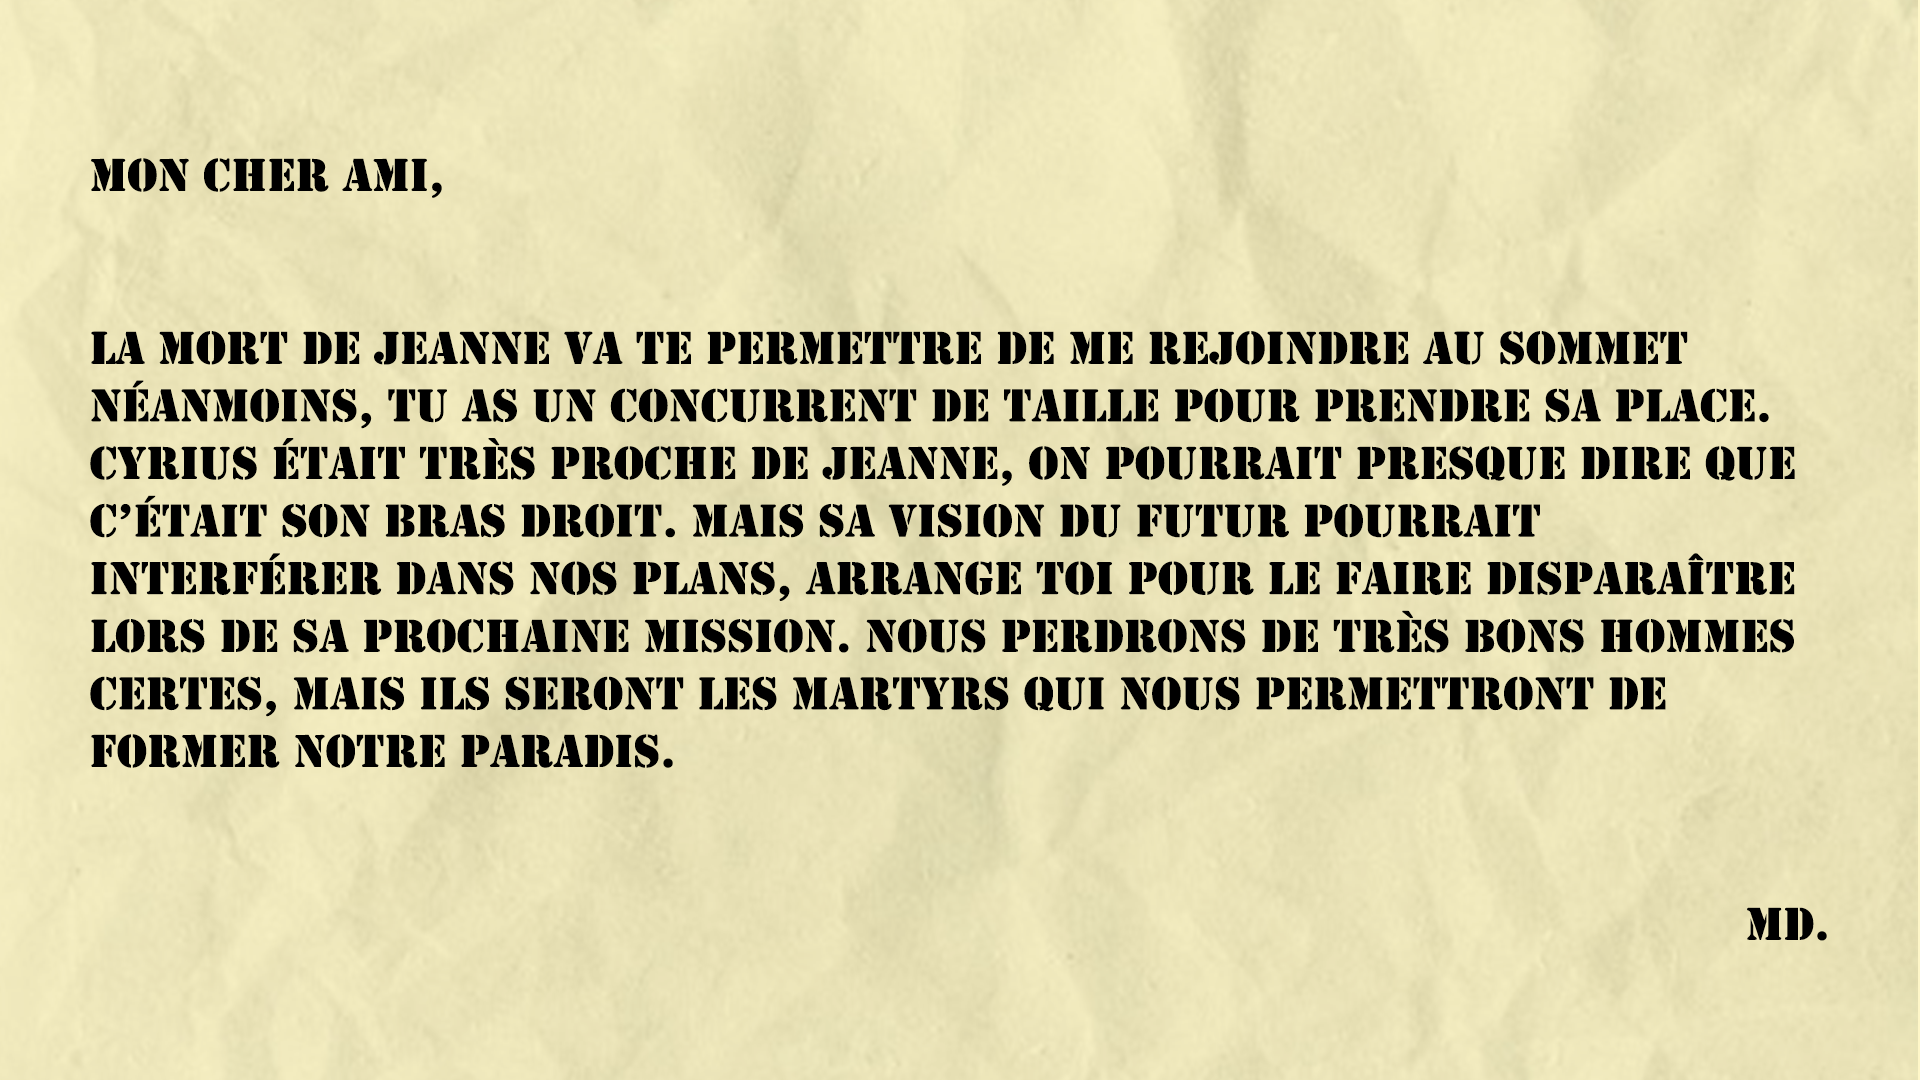 MON CHER AMI,
LA MORT DE JEANNE VA TE PERMETTRE DE ME REJOINDRE AU SOMMET
NÉANMOINS, TU AS UN CONCURRENT DE TAILLE POUR PRENDRE SA PLACE.
CYRIUS ÉTAIT TRÈS PROCHE DE JEANNE, ON POURRAIT PRESQUE DIRE QUE
C’ÉTAIT SON BRAS DROIT. MAIS SA VISION DU FUTUR POURRAIT
INTERFÉRER DANS NOS PLANS, ARRANGE TOI POUR LE FAIRE DISPARAÎTRE
LORS DE SA PROCHAINE MISSION. NOUS PERDRONS DE TRÈS BONS HOMMES
CERTES, MAIS ILS SERONT LES MARTYRS QUI NOUS PERMETTRONT DE
FORMER NOTRE PARADIS.
MD.